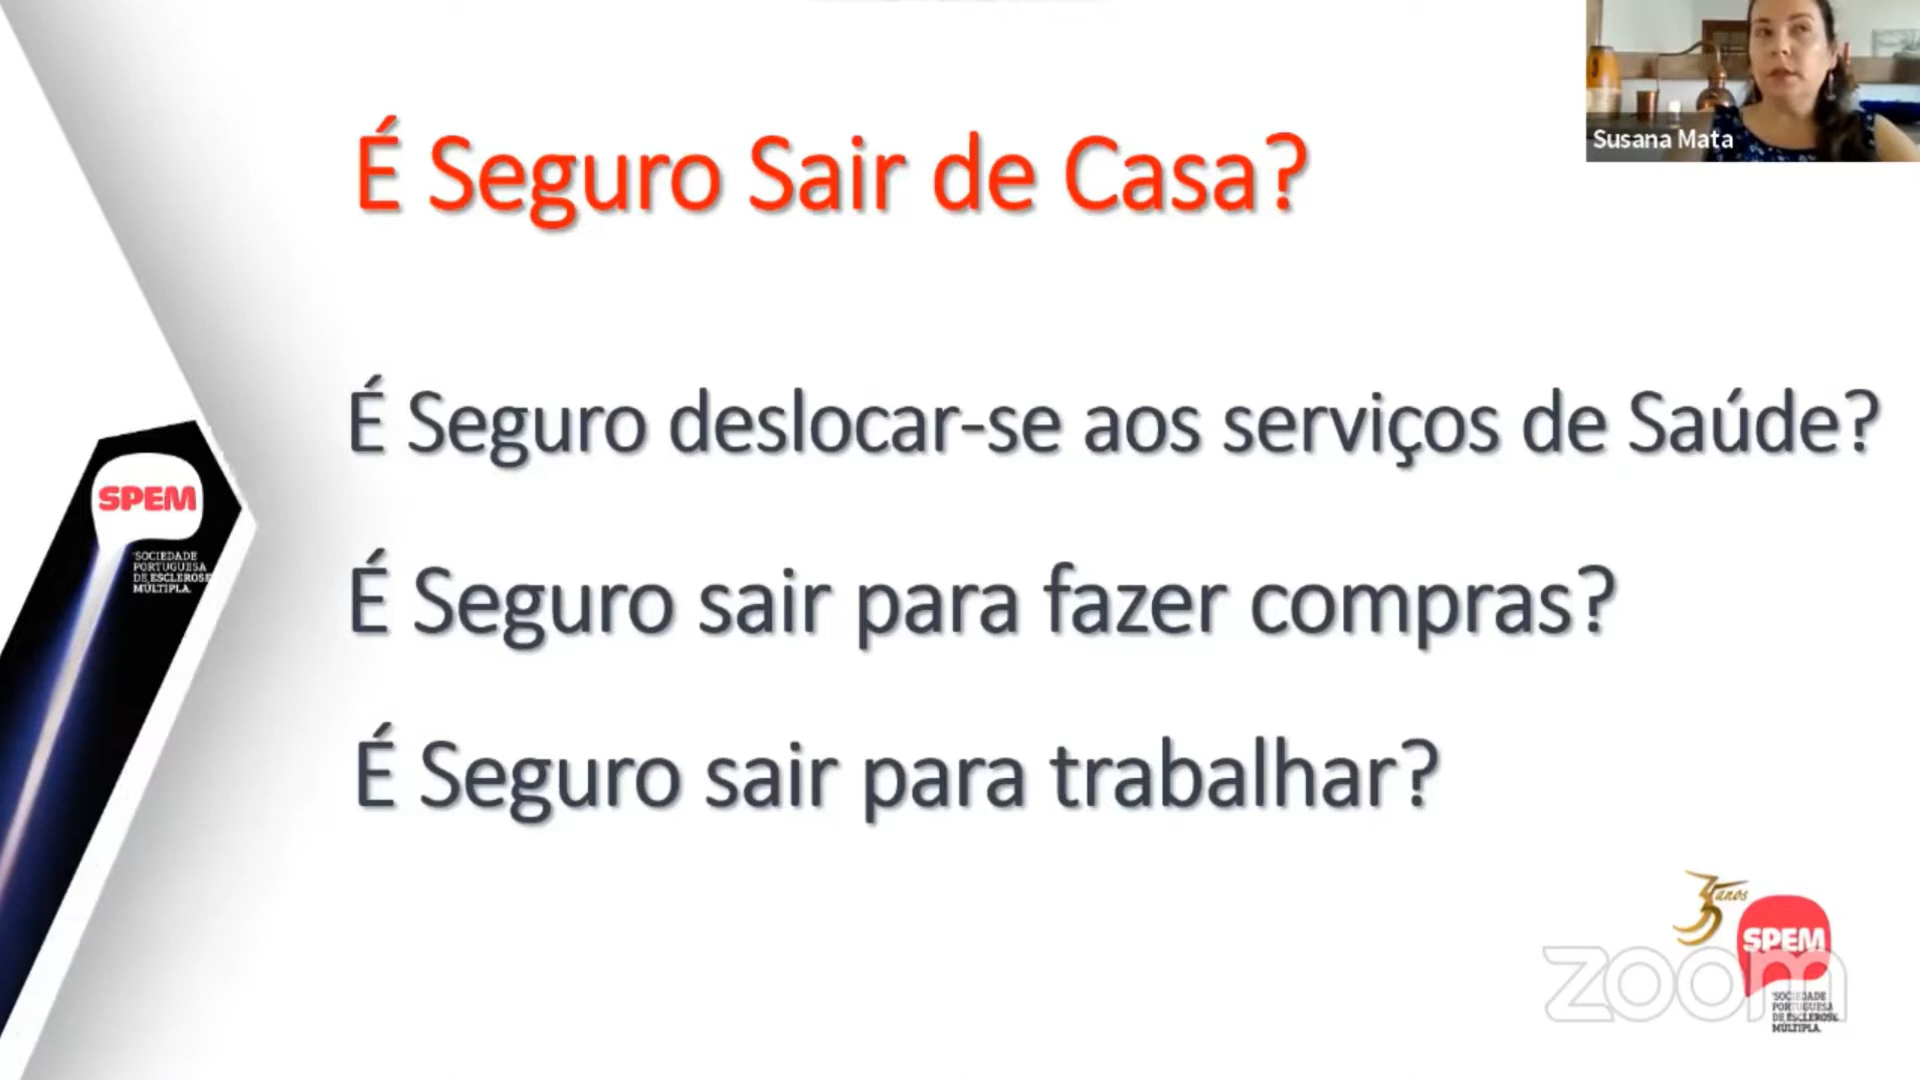 É Seguro Sair de Casa?
Susana Mata
É Seguro deslocar-se aos serviços de Saúde?
SPEM
SOCIEDADE
PORTUGUESA
DE ESCLEROSE
MÚLTIPLA.
É Seguro sair para fazer compras?
É Seguro sair para trabalhar?
35 anos
SPEM
zoom
SOCIEDADE
PORTUGUESA
DE ESCLEROSE
MÚLTIPLA.